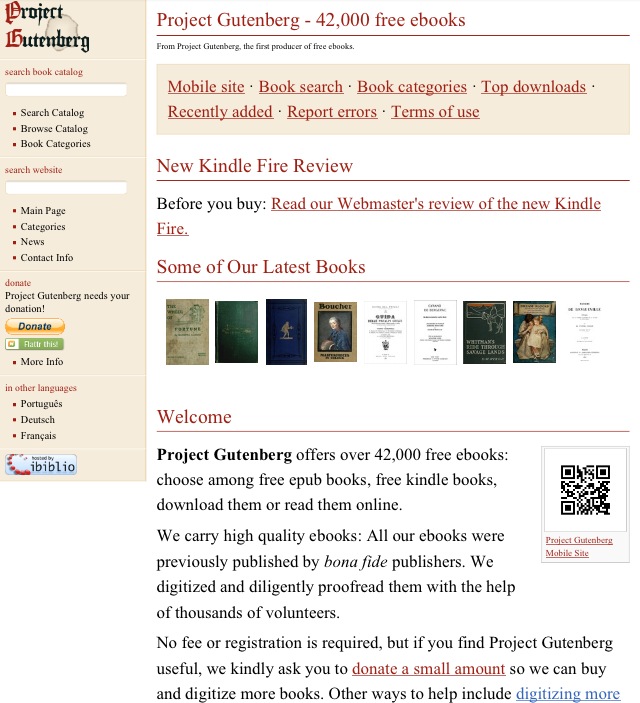 Project
Gutenberg
search book catalog
Search Catalog
Browse Catalog
Book Categories
search website
Main Page
Categories
News
Contact Info
donate
Project Gutenberg needs your
donation!
Donate
Flattr this!
More Info
in other languages
Português
Deutsch
Français
hosted by
ibiblio
Project Gutenberg - 42,000 free ebooks
From Project Gutenberg, the first producer of free ebooks.
Mobile site · Book search · Book categories · Top downloads ·
Recently added · Report errors · Terms of use
New Kindle Fire Review
Before you buy: Read our Webmaster's review of the new Kindle
Fire.
Some of Our Latest Books
Boucher
WHITMAN'S
RIDE THROUGH
SAVAGE LANDS
Welcome
Project Gutenberg offers over 42,000 free ebooks:
choose among free epub books, free kindle books,
download them or read them online.
We carry high quality ebooks: All our ebooks were
previously published by bona fide publishers. We
digitized and diligently proofread them with the help
of thousands of volunteers.
Project Gutenberg
Mobile Site
No fee or registration is required, but if you find Project Gutenberg
useful, we kindly ask you to donate a small amount so we can buy
and digitize more books. Other ways to help include digitizing more